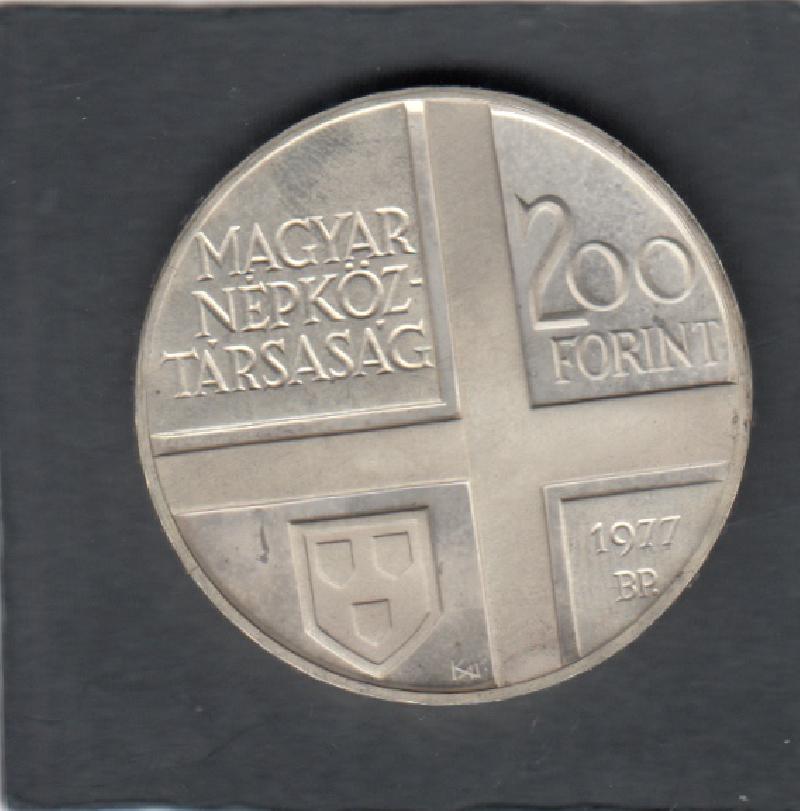 MAGYAR
NÉPKÖZ-
TÁRSASÁG
200
FORINT
1977
BP.